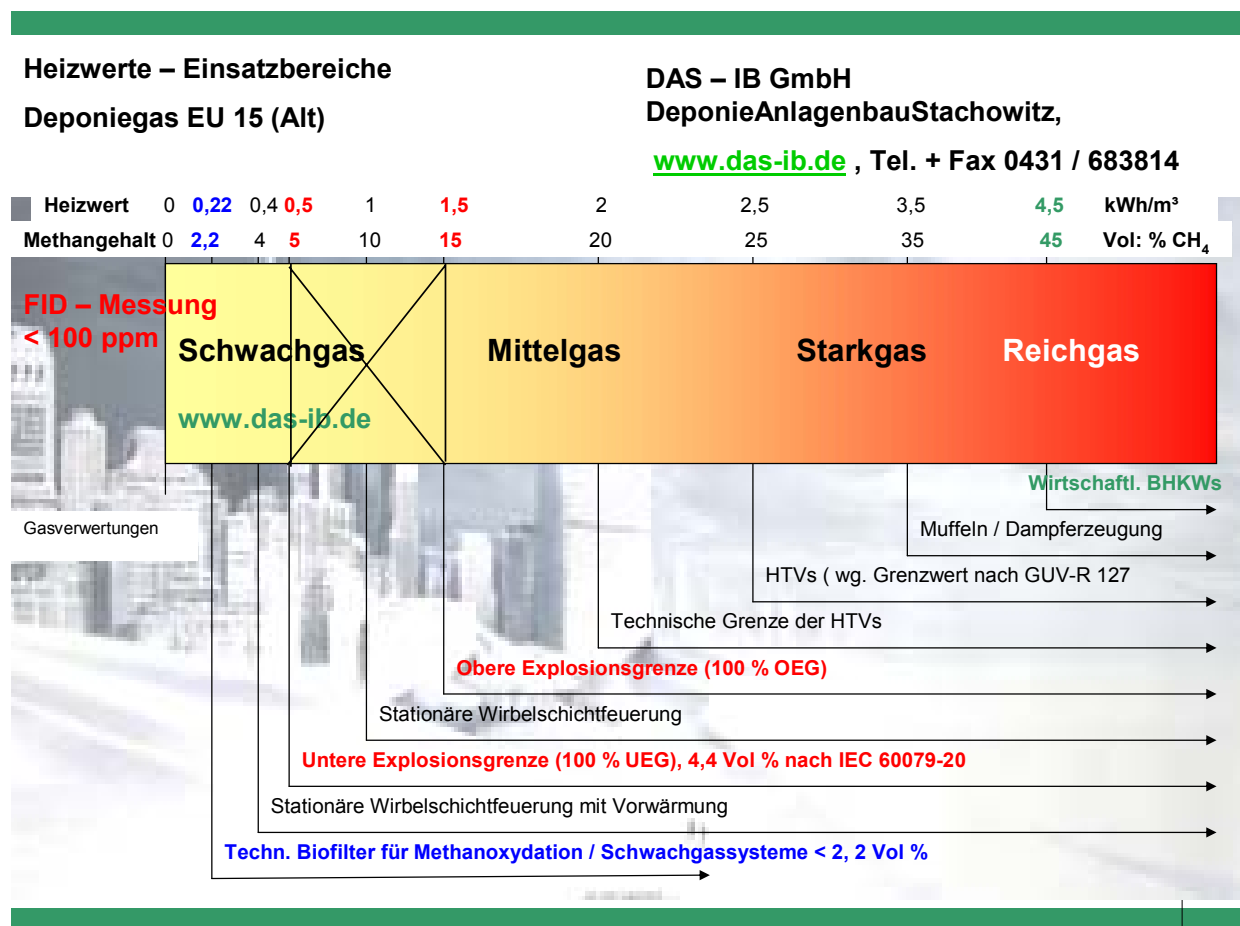 Heizwerte – Einsatzbereiche
Deponiegas EU 15 (Alt)
DAS – IB GmbH
DeponieAnlagenbauStachowitz,
www.das-ib.de , Tel. + Fax 0431 / 683814
Heizwert 0 0,22 0,4 0,5 1 1,5 2 2,5 3,5 4,5 kWh/m³
Methangehalt 0 2,2 4 5 10 15 20 25 35 45 Vol: % CH₄
FID – Messung
< 100 ppm
Schwachgas Mittelgas Starkgas Reichgas
www.das-ib.de
Wirtschaftl. BHKWs
Gasverwertungen
Muffeln / Dampferzeugung
HTVs ( wg. Grenzwert nach GUV-R 127
Technische Grenze der HTVs
Obere Explosionsgrenze (100 % OEG)
Stationäre Wirbelschichtfeuerung
Untere Explosionsgrenze (100 % UEG), 4,4 Vol % nach IEC 60079-20
Stationäre Wirbelschichtfeuerung mit Vorwärmung
Techn. Biofilter für Methanoxydation / Schwachgassysteme < 2, 2 Vol %